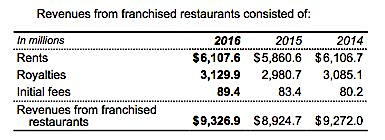 Revenues from franchised restaurants consisted of:
In millions 2016 2015 2014
Rents $6,107.6 $5,860.6 $6,106.7
Royalties 3,129.9 2,980.7 3,085.1
Initial fees 89.4 83.4 80.2
Revenues from franchised
restaurants $9,326.9 $8,924.7 $9,272.0